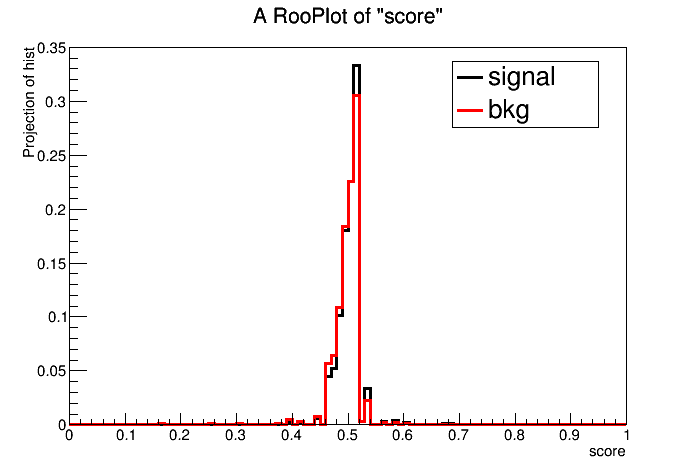 A RooPlot of "score"
Projection of hist
0.35
0.3
0.25
0.2
0.15
0.1
0.05
0
signal
bkg
0 0.1 0.2 0.3 0.4 0.5 0.6 0.7 0.8 0.9 1
score